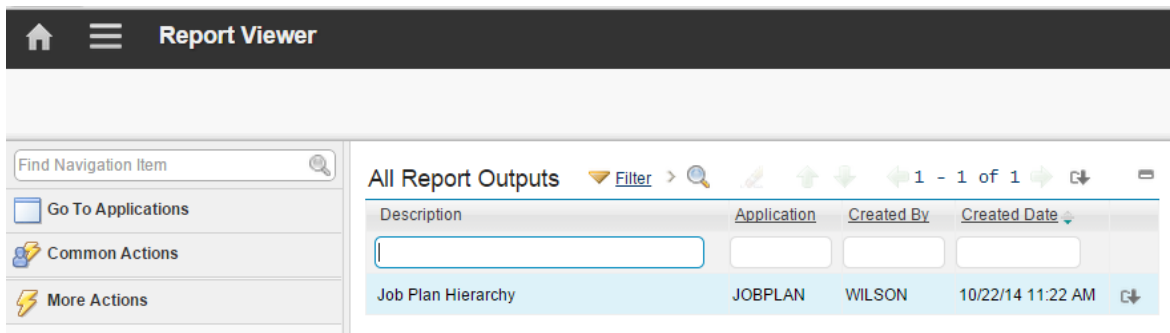 Report Viewer
Find Navigation Item
Go To Applications
Common Actions
More Actions
All Report Outputs Filter > 1 - 1 of 1
Description Application Created By Created Date
Job Plan Hierarchy JOBPLAN WILSON 10/22/14 11:22 AM